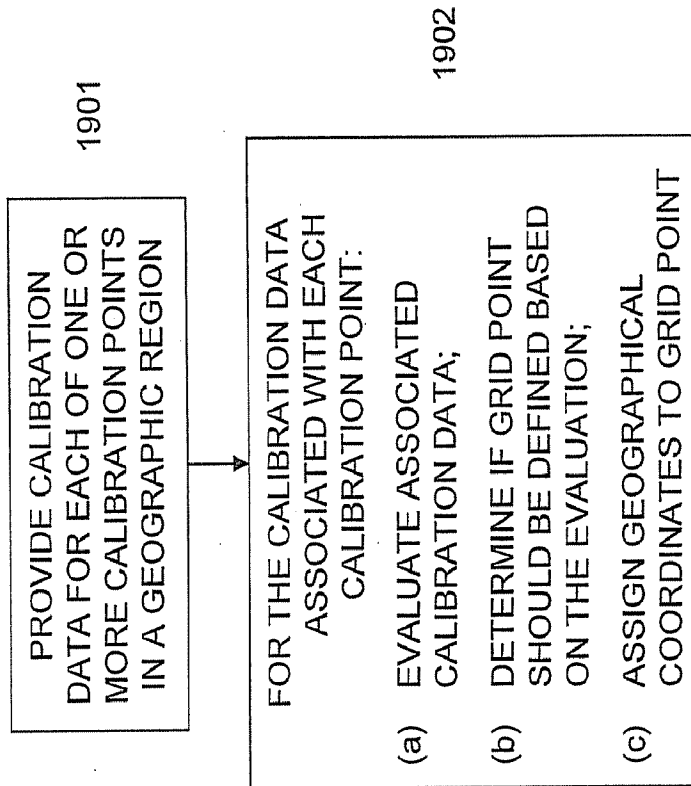 PROVIDE CALIBRATION
DATA FOR EACH OF ONE OR
MORE CALIBRATION POINTS
IN A GEOGRAPHIC REGION
1901
FOR THE CALIBRATION DATA
ASSOCIATED WITH EACH
CALIBRATION POINT:
(a) EVALUATE ASSOCIATED
CALIBRATION DATA;
(b) DETERMINE IF GRID POINT
SHOULD BE DEFINED BASED
ON THE EVALUATION;
(c) ASSIGN GEOGRAPHICAL
COORDINATES TO GRID POINT
1902